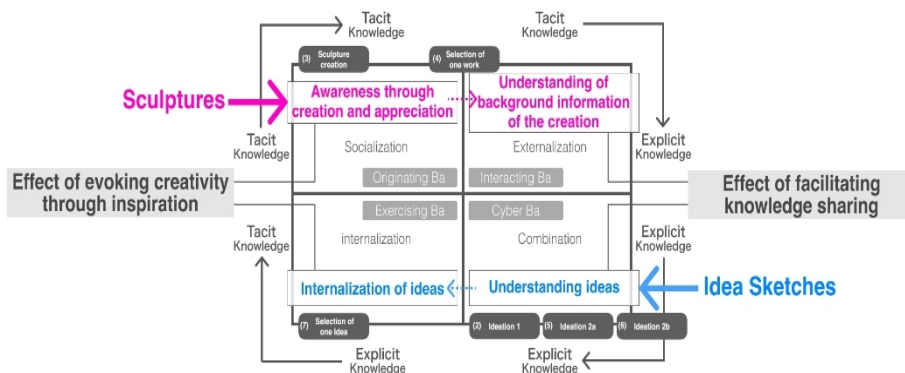 Tacit
Knowledge
Tacit
Knowledge
(3) Sculpture
creation
(4) Selection of
one work
Sculptures
Awareness through
creation and appreciation
Understanding of
background information
of the creation
Tacit
Knowledge
Socialization
Externalization
Explicit
Knowledge
Effect of evoking creativity
through inspiration
Originating Ba
Interacting Ba
Effect of facilitating
knowledge sharing
Exercising Ba
Cyber Ba
Tacit
Knowledge
internalization
Combination
Explicit
Knowledge
Internalization of ideas
Understanding ideas
Idea Sketches
(7) Selection of
one Idea
(2) Ideation 1
(5) Ideation 2a
(6) Ideation 2b
Explicit
Knowledge
Explicit
Knowledge